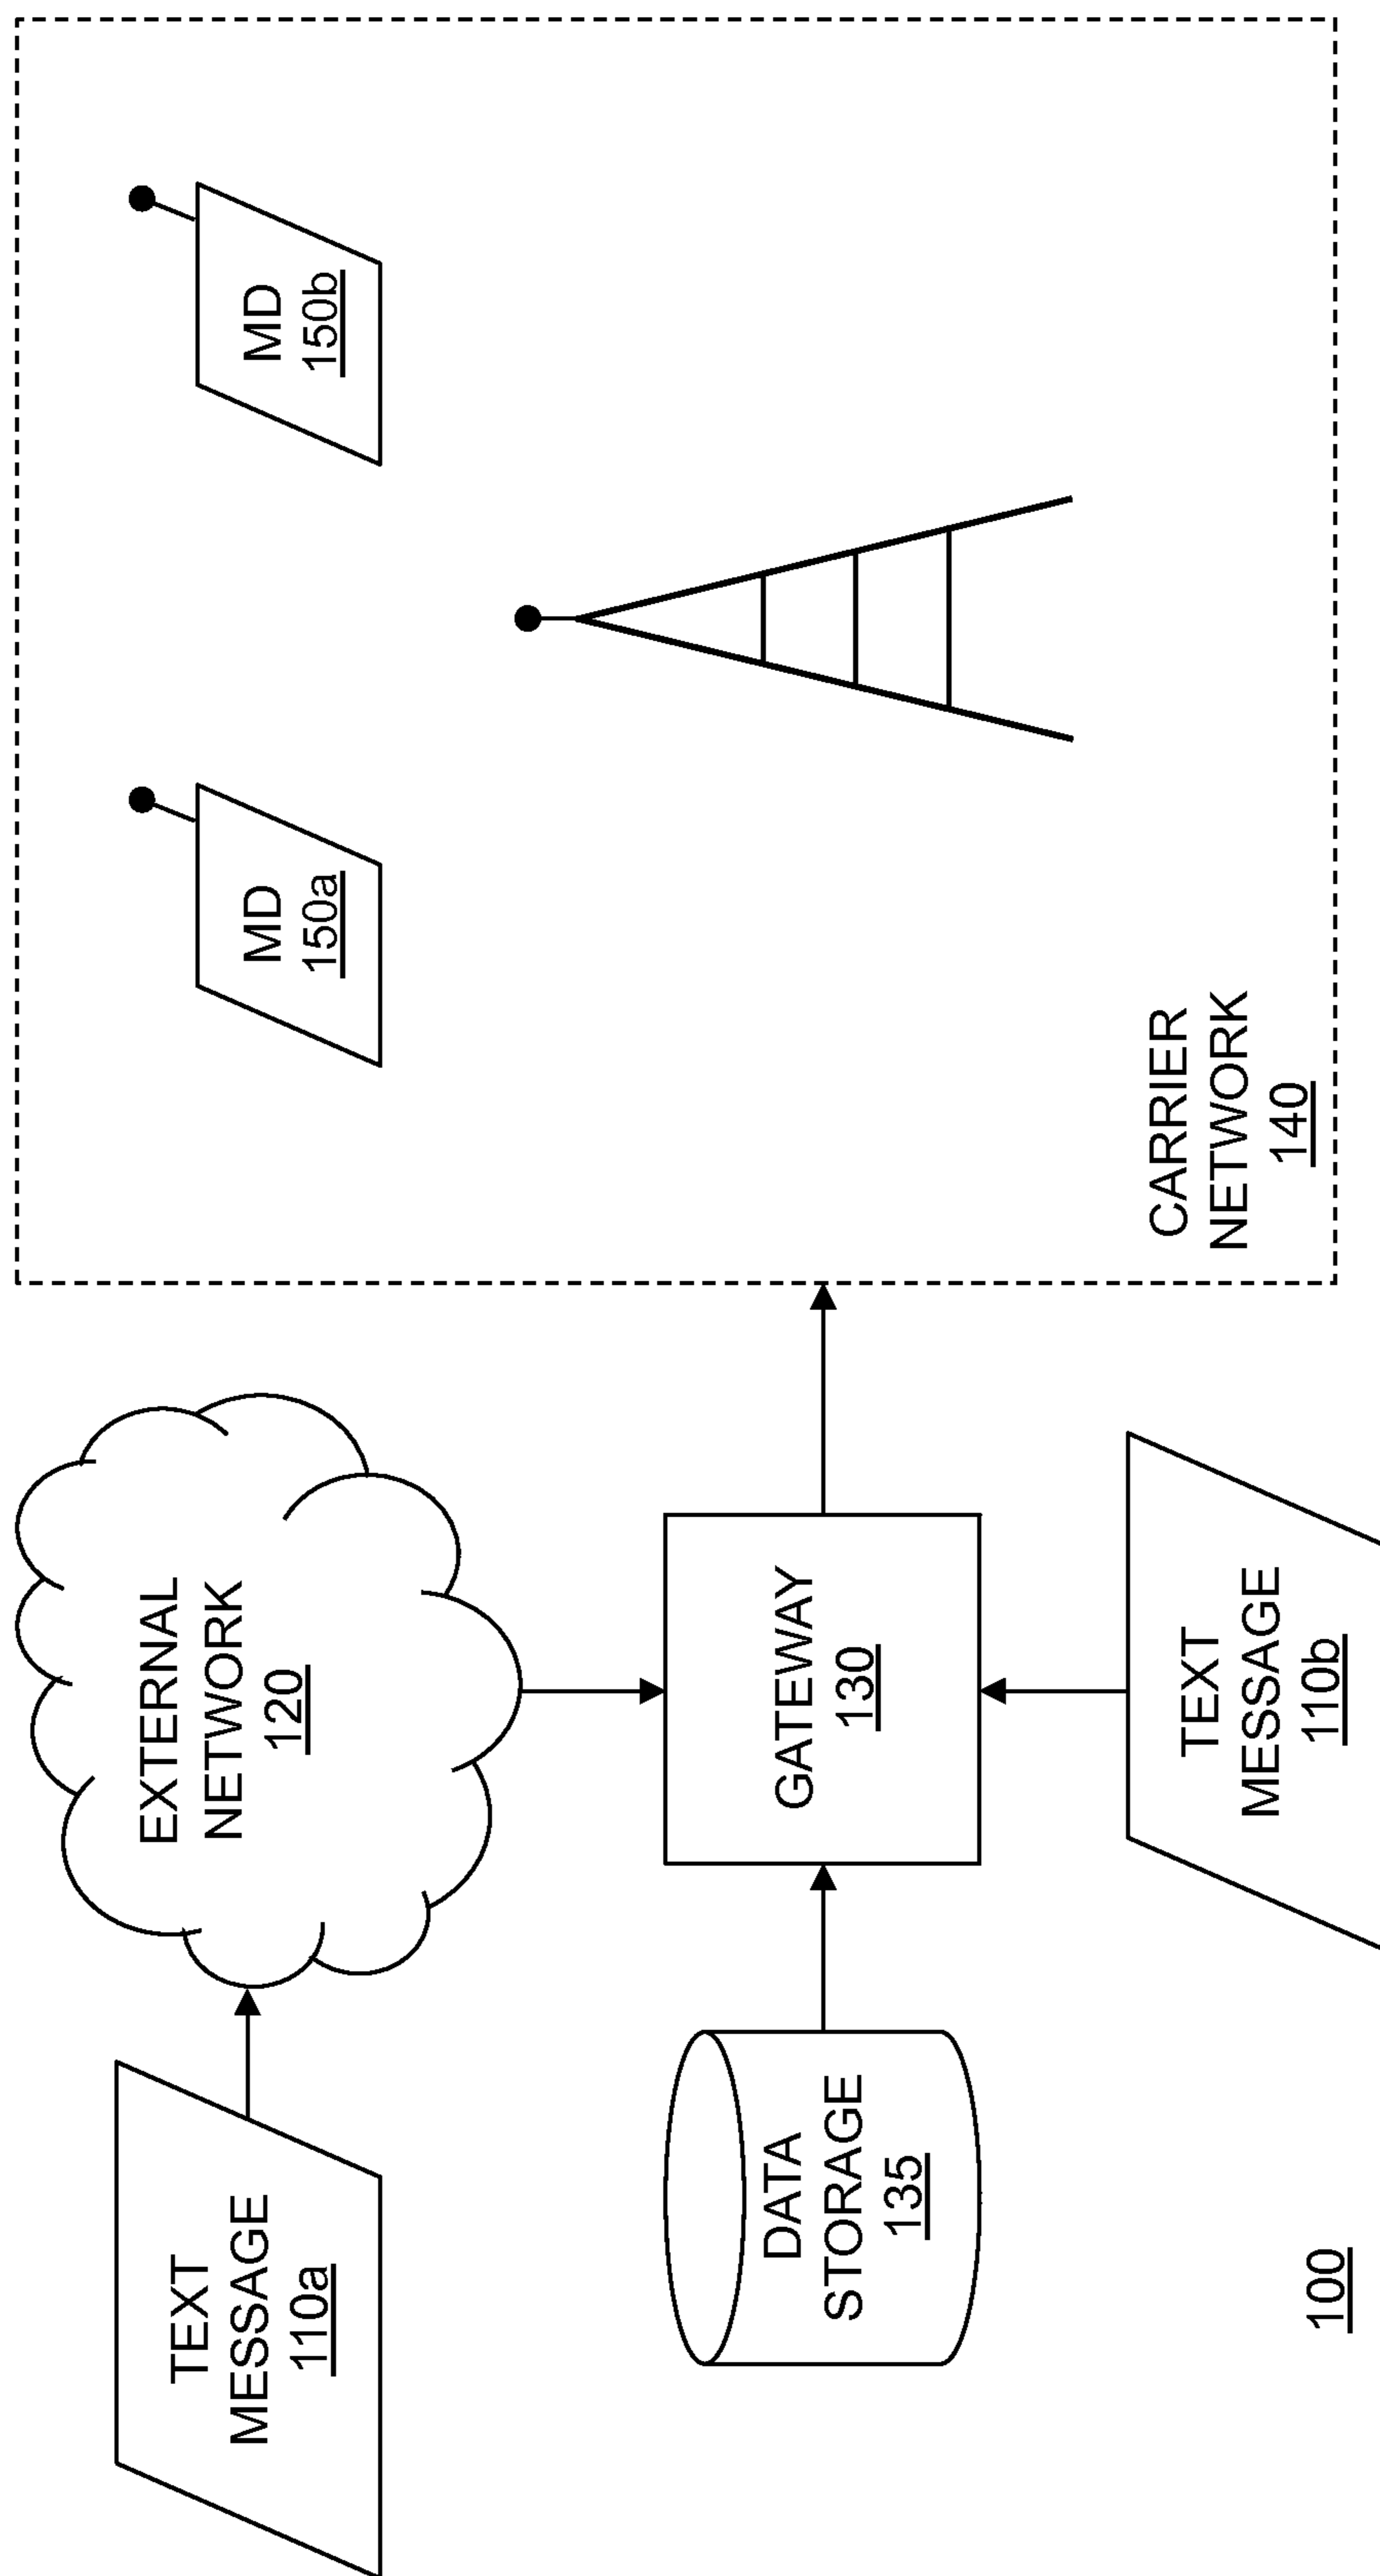 TEXT
MESSAGE
110a
EXTERNAL
NETWORK
120
MD
150a
MD
150b
DATA
STORAGE
135
GATEWAY
130
TEXT
MESSAGE
110b
CARRIER
NETWORK
140
100